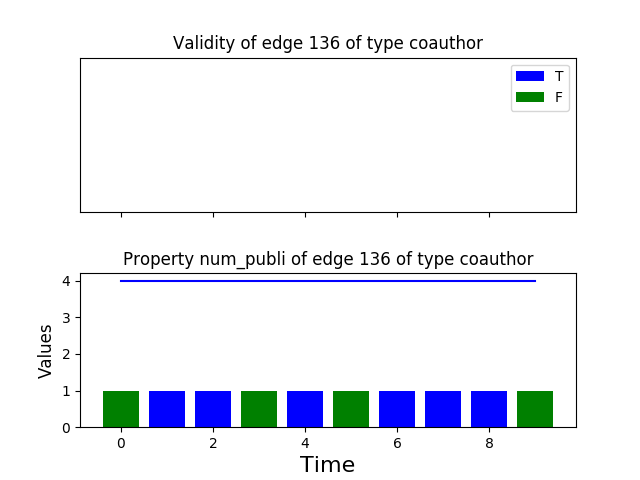 Validity of edge 136 of type coauthor
T
F
Property num_publi of edge 136 of type coauthor
4
3
2
1
0
Values
0 2 4 6 8
Time